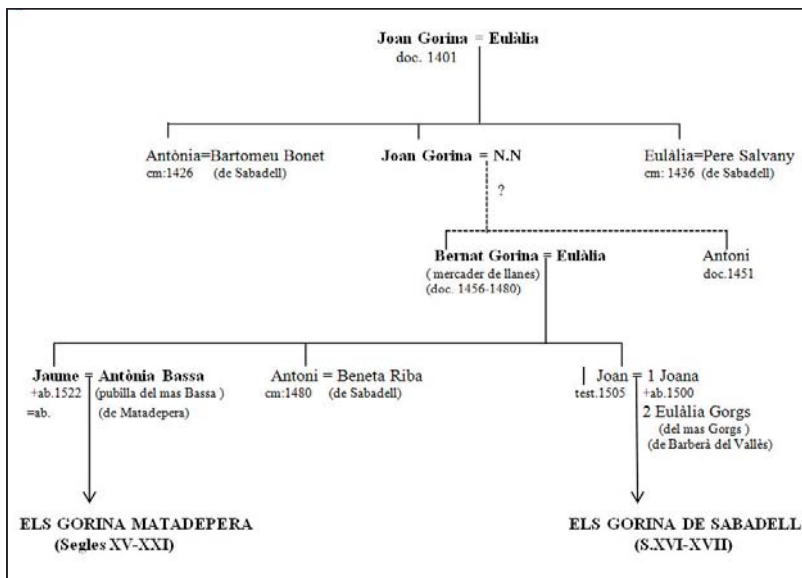 Joan Gorina = Eulàlia
doc. 1401
Antònia=Bartomeu Bonet
cm:1426 (de Sabadell)
Joan Gorina = N.N
Eulàlia=Pere Salvany
cm: 1436 (de Sabadell)
?
Bernat Gorina = Eulàlia
( mercader de llanes)
(doc. 1456-1480)
Antoni
doc.1451
Jaume = Antònia Bassa
+ab.1522 (pubilla del mas Bassa )
=ab. (de Matadepera)
Antoni = Beneta Riba
cm:1480 (de Sabadell)
| Joan = 1 Joana
test.1505 +ab.1500
2 Eulàlia Gorgs
(del mas Gorgs )
(de Barberà del Vallès)
ELS GORINA MATADEPERA
(Segles XV-XXI)
ELS GORINA DE SABADELL
(S.XVI-XVII)